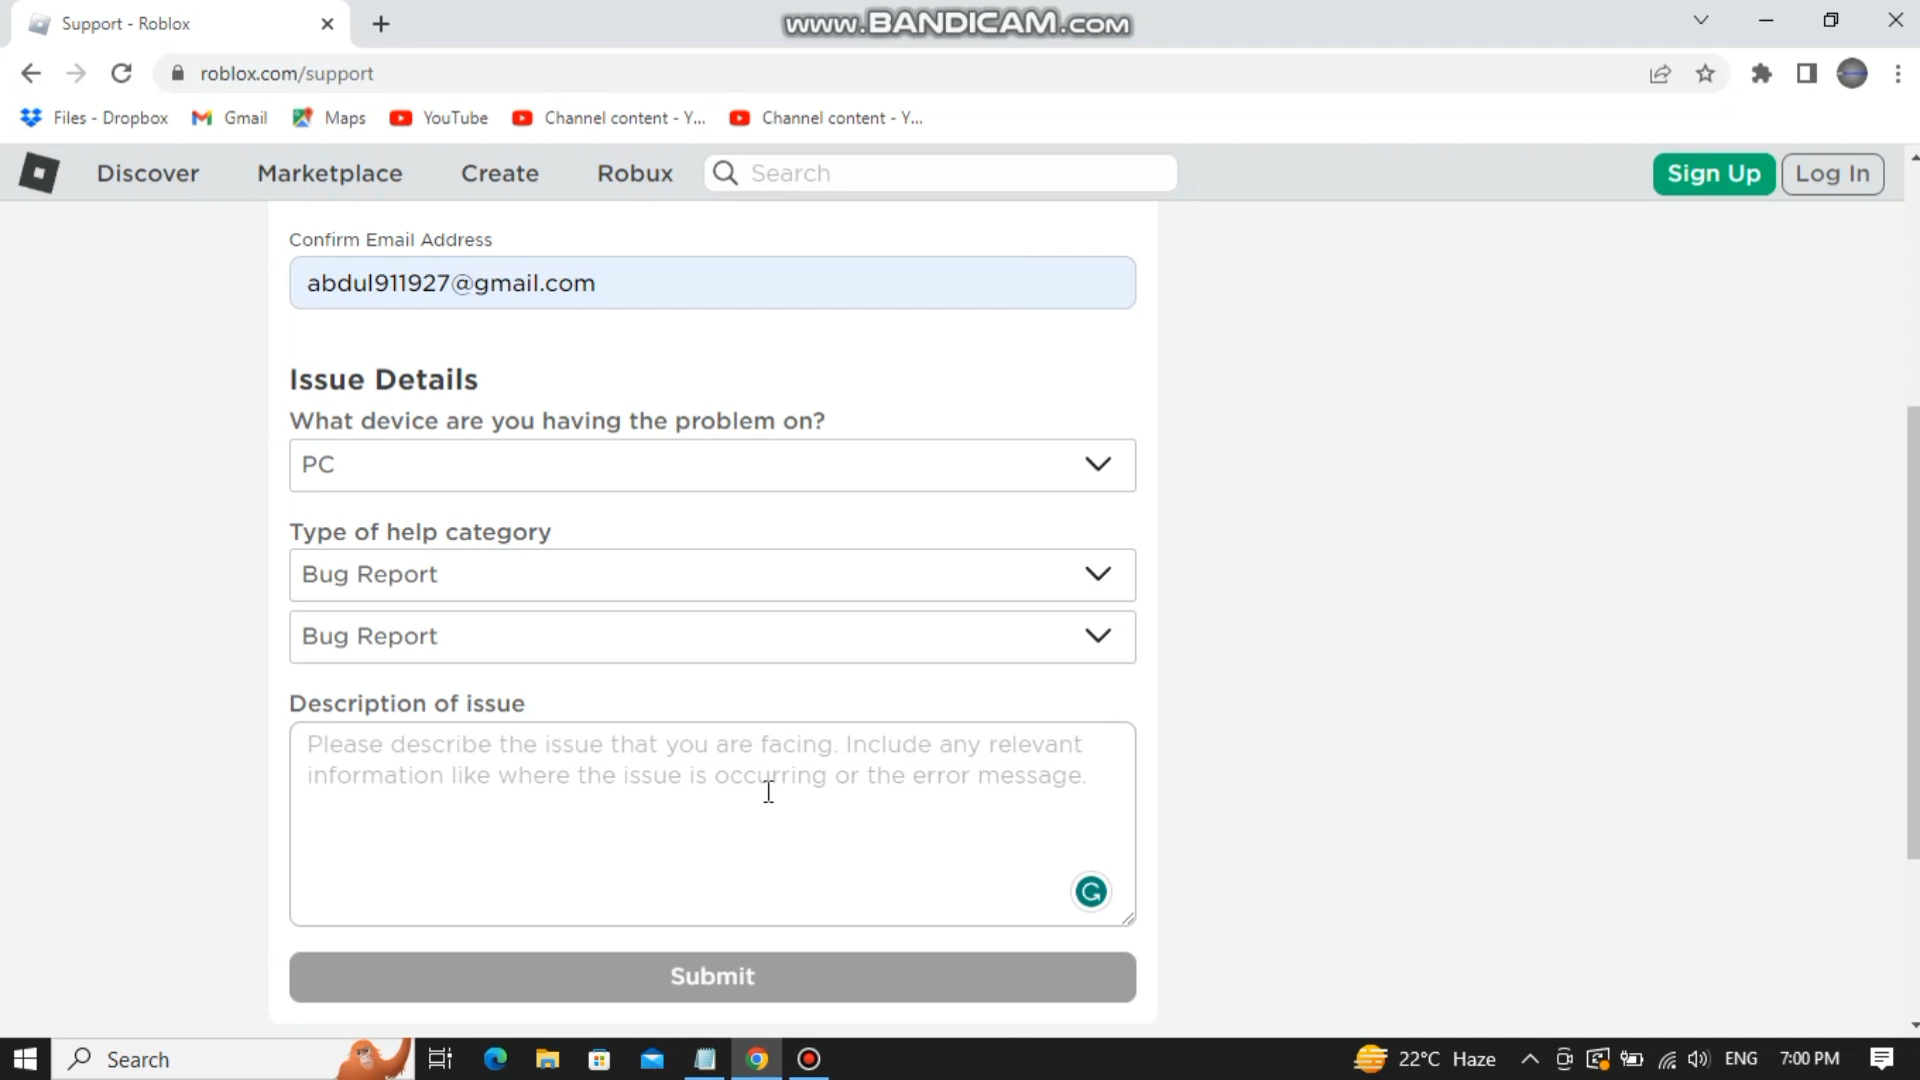 Support - Roblox
www.BANDICAM.com
roblox.com/support
Files - Dropbox Gmail Maps YouTube Channel content - Y... Channel content - Y...
Discover Marketplace Create Robux Search Sign Up Log In
Confirm Email Address
abdul911927@gmail.com
Issue Details
What device are you having the problem on?
PC
Type of help category
Bug Report
Bug Report
Description of issue
Please describe the issue that you are facing. Include any relevant
information like where the issue is occurring or the error message.
Submit
Search 22°C Haze ENG 7:00 PM